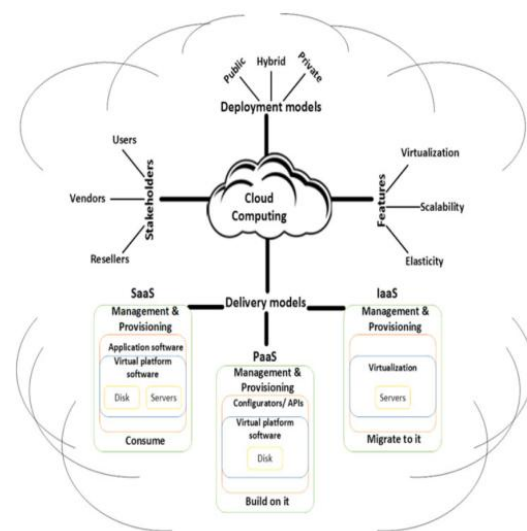 Public
Hybrid
Private
Deployment models
Users
Vendors
Resellers
Stakeholders
Cloud
Computing
Features
Virtualization
Scalability
Elasticity
Delivery models
SaaS
Management &
Provisioning
Application software
Virtual platform
software
Disk
Servers
Consume
PaaS
Management &
Provisioning
Configurators/ APIs
Virtual platform
software
Disk
Build on it
IaaS
Management &
Provisioning
Virtualization
Servers
Migrate to it